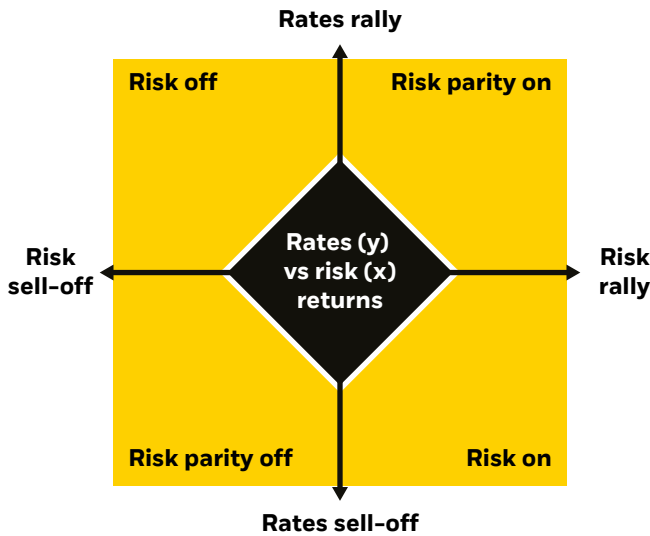 Rates rally
Risk off
Risk parity on
Risk
sell-off
Rates (y)
vs risk (x)
returns
Risk
rally
Risk parity off
Risk on
Rates sell-off